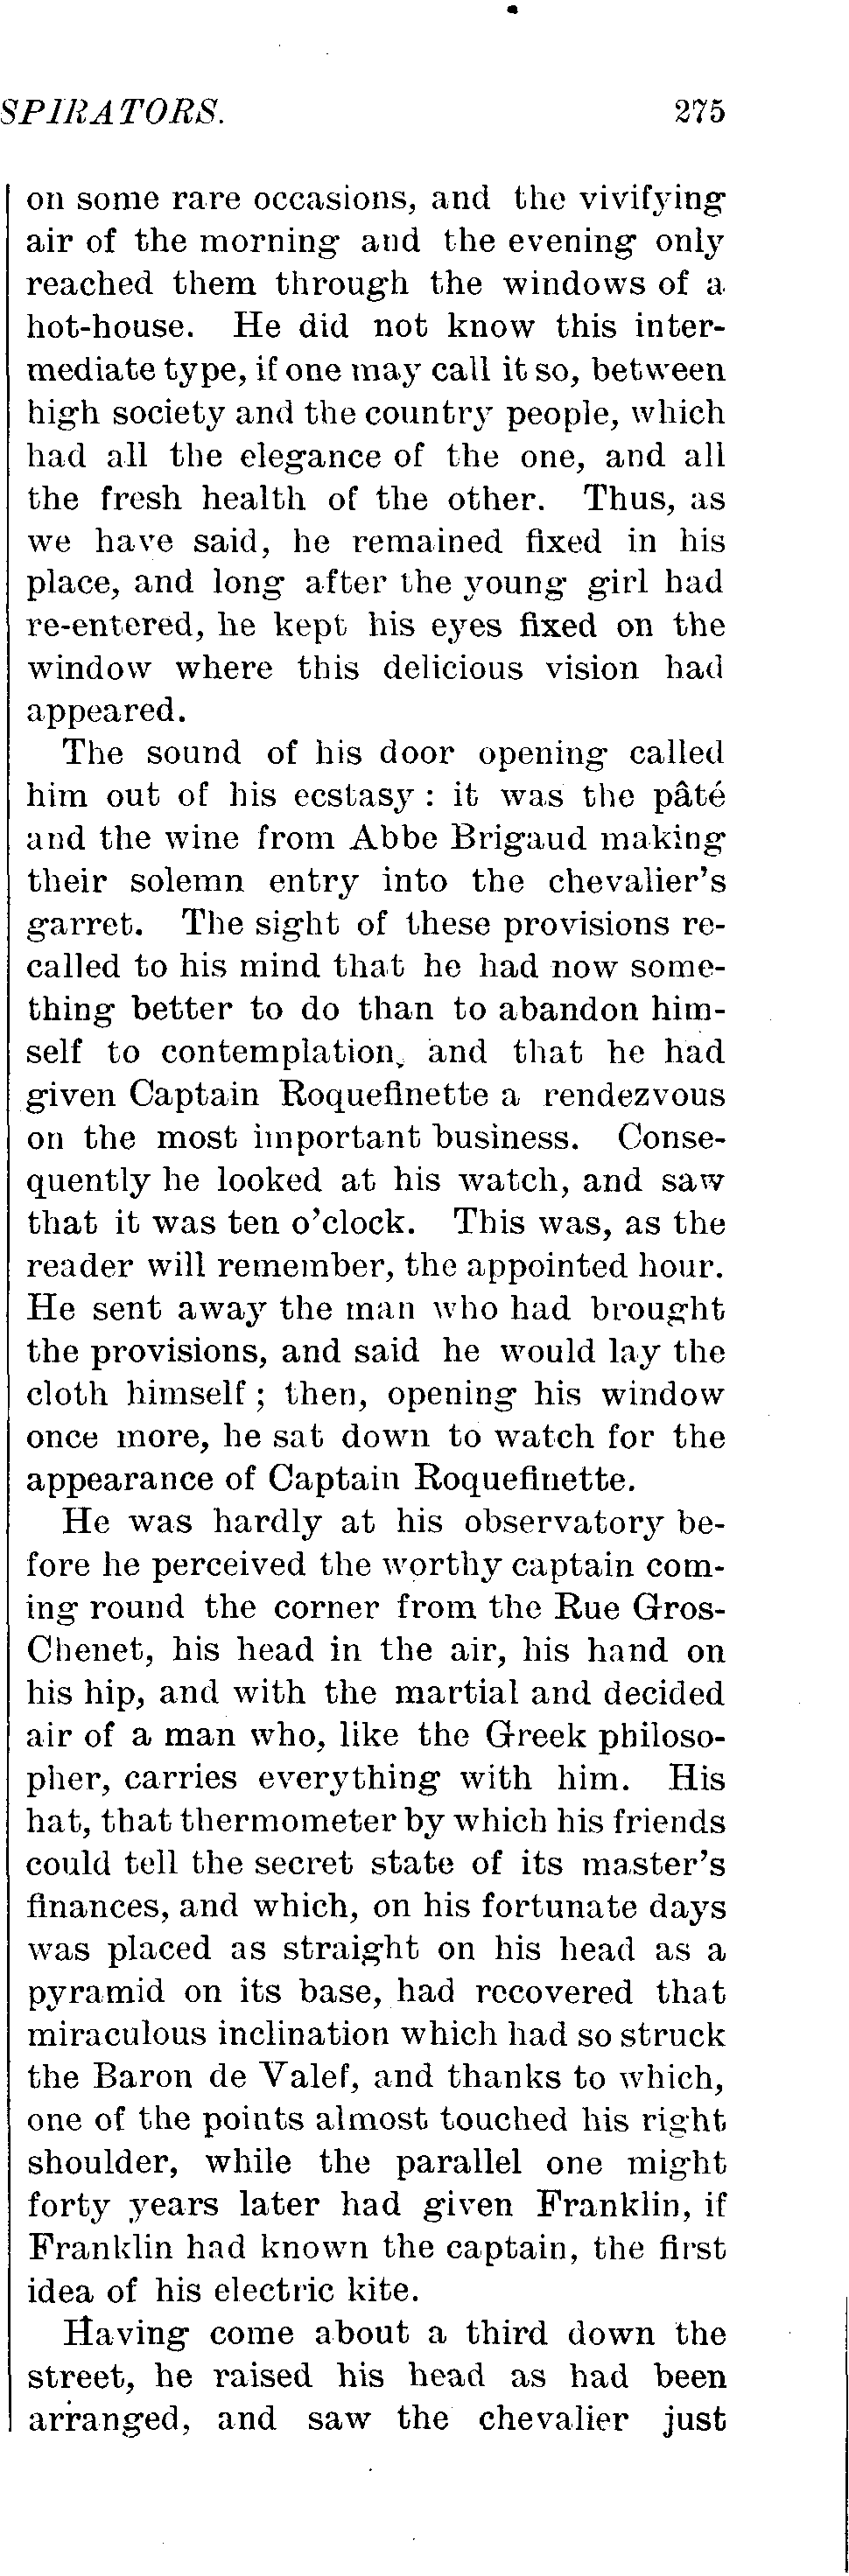 SPIRATORS. 275
on some rare occasions, and the vivifying
air of the morning and the evening only
reached them through the windows of a
hot-house. He did not know this inter-
mediate type, if one may call it so, between
high society and the country people, which
had all the elegance of the one, and all
the fresh health of the other. Thus, as
we have said, he remained fixed in his
place, and long after the young girl had
re-entered, he kept his eyes fixed on the
window where this delicious vision had
appeared.
The sound of his door opening called
him out of his ecstasy : it was the pâté
and the wine from Abbe Brigaud making
their solemn entry into the chevalier's
garret. The sight of these provisions re-
called to his mind that he had now some-
thing better to do than to abandon him-
self to contemplation, and that he had
given Captain Roquefinette a rendezvous
on the most important business. Conse-
quently he looked at his watch, and saw
that it was ten o'clock. This was, as the
reader will remember, the appointed hour.
He sent away the man who had brought
the provisions, and said he would lay the
cloth himself ; then, opening his window
once more, he sat down to watch for the
appearance of Captain Roquefinette.
He was hardly at his observatory be-
fore he perceived the worthy captain com-
ing round the corner from the Rue Gros-
Chenet, his head in the air, his hand on
his hip, and with the martial and decided
air of a man who, like the Greek philoso-
pher, carries everything with him. His
hat, that thermometer by which his friends
could tell the secret state of its master's
finances, and which, on his fortunate days
was placed as straight on his head as a
pyramid on its base, had recovered that
miraculous inclination which had so struck
the Baron de Valef, and thanks to which,
one of the points almost touched his right
shoulder, while the parallel one might
forty years later had given Franklin, if
Franklin had known the captain, the first
idea of his electric kite.
Having come about a third down the
street, he raised his head as had been
arranged, and saw the chevalier just